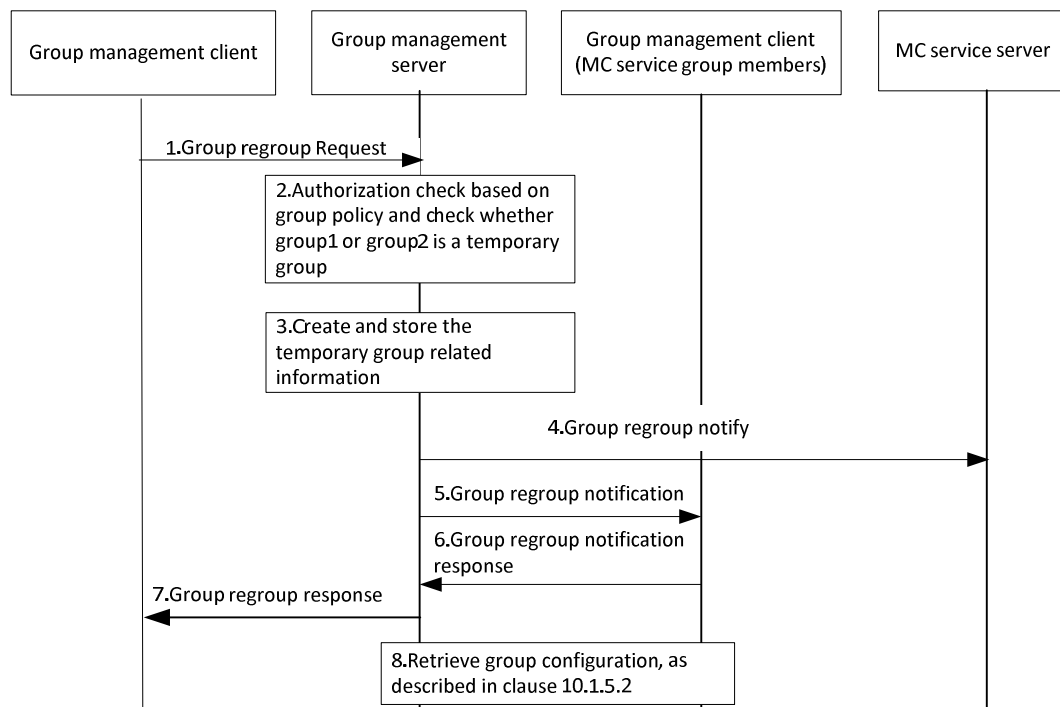 Group management client
Group management
server
Group management client
(MC service group members)
MC service server
1.Group regroup Request
2.Authorization check based on
group policy and check whether
group1 or group2 is a temporary
group
3.Create and store the
temporary group related
information
4.Group regroup notify
5.Group regroup notification
6.Group regroup notification
response
7.Group regroup response
8.Retrieve group configuration, as
described in clause 10.1.5.2